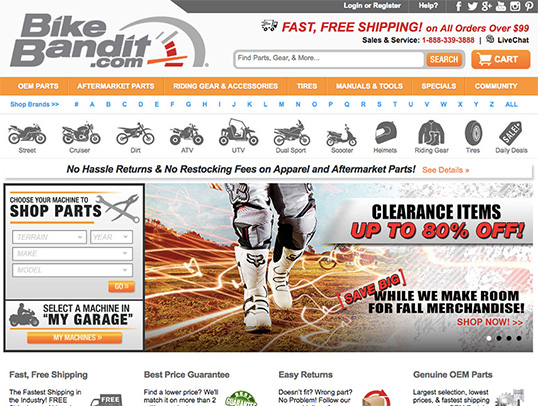 Login or Register
Help?
Bike Bandit .com
FAST, FREE SHIPPING! on All Orders Over $99
Sales & Service: 1-888-339-3888 | LiveChat
Find Parts, Gear, & More...
SEARCH
CART
OEM PARTS
AFTERMARKET PARTS
RIDING GEAR & ACCESSORIES
TIRES
MANUALS & TOOLS
SPECIALS
COMMUNITY
Shop Brands >> # A B C D E F G H I J K L M N O P Q R S T U V W X Y Z ALL
Street
Cruiser
Dirt
ATV
UTV
Dual Sport
Scooter
Helmets
Riding Gear
Tires
SALE!
Daily Deals
No Hassle Returns & No Restocking Fees on Apparel and Aftermarket Parts! See Details »
CHOOSE YOUR MACHINE TO
SHOP PARTS
TERRAIN
YEAR
MAKE
MODEL
GO »
SELECT A MACHINE IN
"MY GARAGE"
MY MACHINES »
CLEARANCE ITEMS
UP TO 80% OFF!
SAVE BIG
WHILE WE MAKE ROOM
FOR FALL MERCHANDISE!
SHOP NOW! >>
Fast, Free Shipping
The Fastest Shipping in
the Industry! FREE
Best Price Guarantee
Find a lower price? We'll
match it on more than 2
Easy Returns
Doesn't fit? Wrong part?
No Problem! Follow our
Genuine OEM Parts
Largest selection, lowest
prices, & fastest shipping